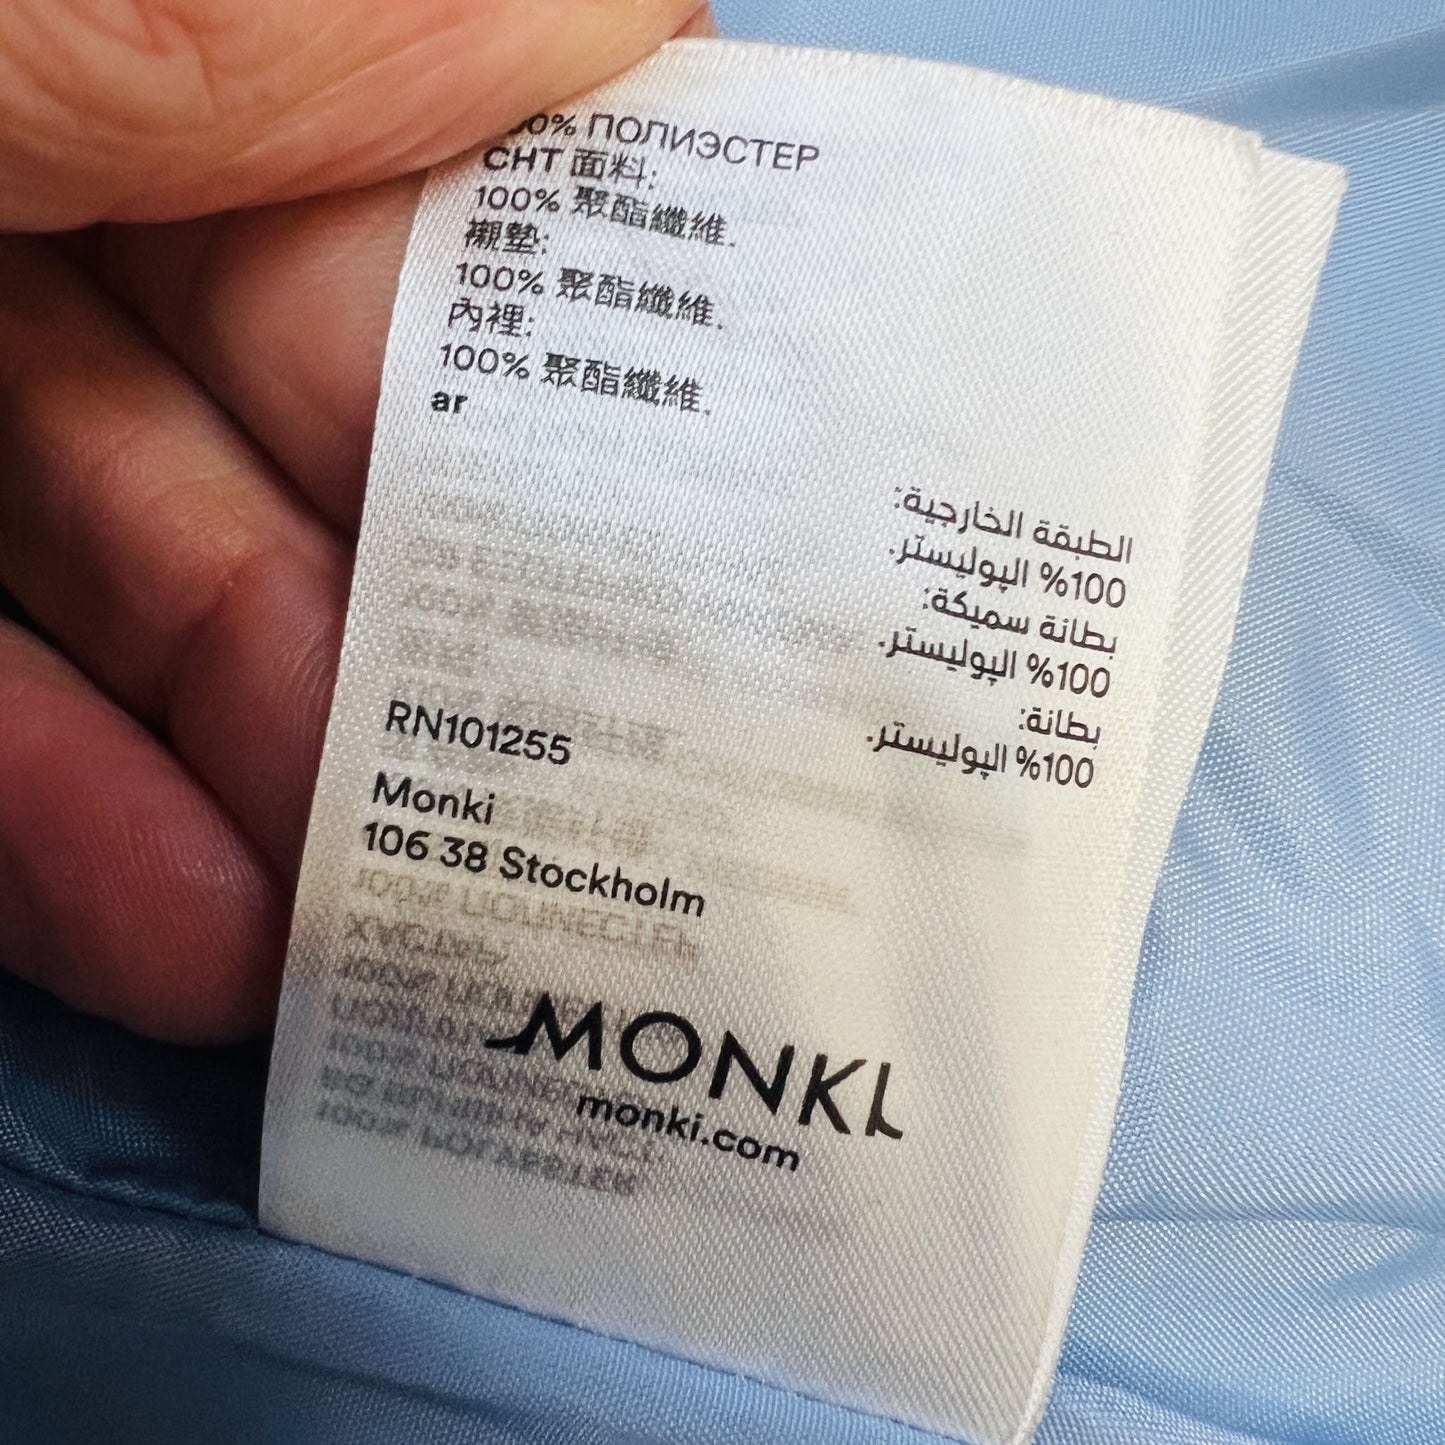 ПОЛИЭСТЕР
CHT 面料:
100% 聚酯纖維.
襯墊:
100% 聚酯纖維.
內裡:
100% 聚酯纖維.
ar
الطبقة الخارجية:
100% البوليستر.
بطانة سميكة:
100% البوليستر.
بطانة:
100% البوليستر.
RN101255
Monki
106 38 Stockholm
MONKI
monki.com